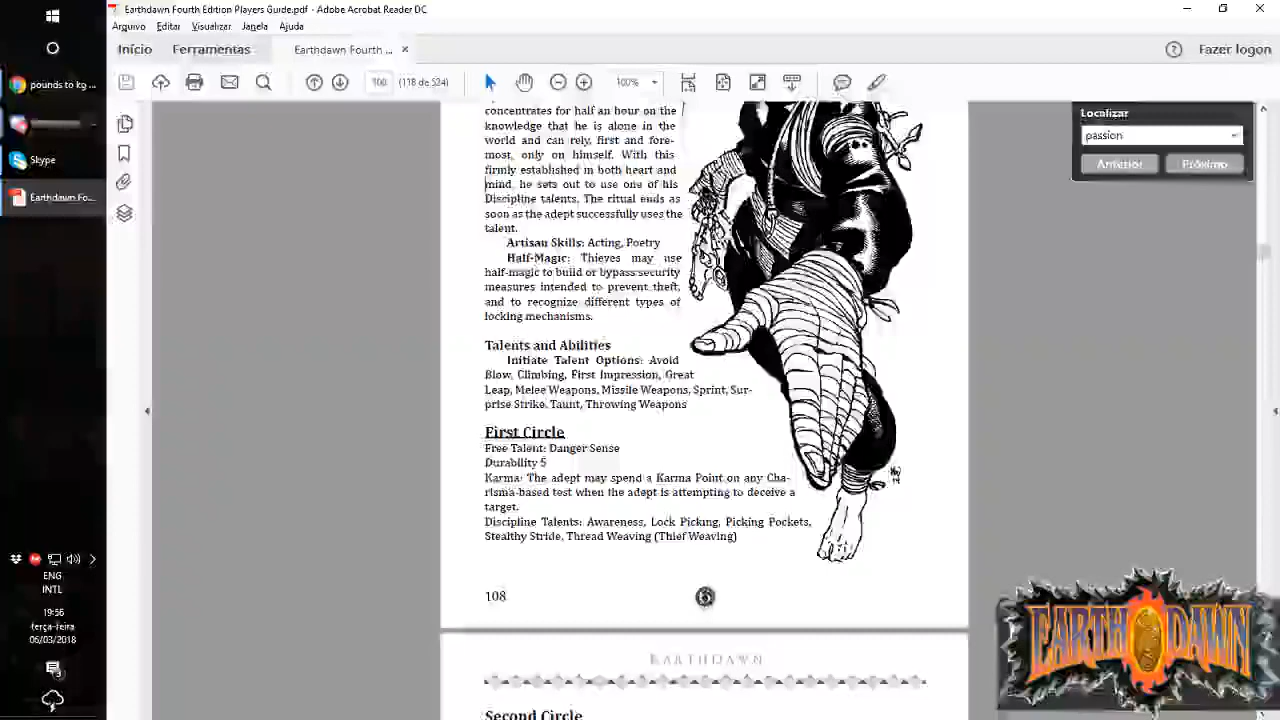 Earthdawn Fourth Edition Players Guide.pdf - Adobe Acrobat Reader DC
Arquivo Editar Visualizar Janela Ajuda
Início Ferramentas Earthdawn Fourth ... × Fazer logon
(118 de 524) 100%
pounds to kg ...
Skype
Earthdawn Fo...
Localizar
passion
Anterior Próximo
concentrates for half an hour on the
knowledge that he is alone in the
world and can rely, first and fore-
most, only on himself. With this
firmly established in both heart and
mind, he sets out to use one of his
Discipline talents. The ritual ends as
soon as the adept successfully uses the
talent.
Artisan Skills: Acting, Poetry
Half-Magic: Thieves may use
half-magic to build or bypass security
measures intended to prevent theft,
and to recognize different types of
locking mechanisms.
Talents and Abilities
Initiate Talent Options: Avoid
Blow, Climbing, First Impression, Great
Leap, Melee Weapons, Missile Weapons, Sprint, Sur-
prise Strike, Taunt, Throwing Weapons
First Circle
Free Talent: Danger Sense
Durability 5
Karma: The adept may spend a Karma Point on any Cha-
risma-based test when the adept is attempting to deceive a
target.
Discipline Talents: Awareness, Lock Picking, Picking Pockets,
Stealthy Stride, Thread Weaving (Thief Weaving)
108
EARTHDAWN
Second Circle
ENG
INTL
19:56
terça-feira
06/03/2018
EARTHDAWN